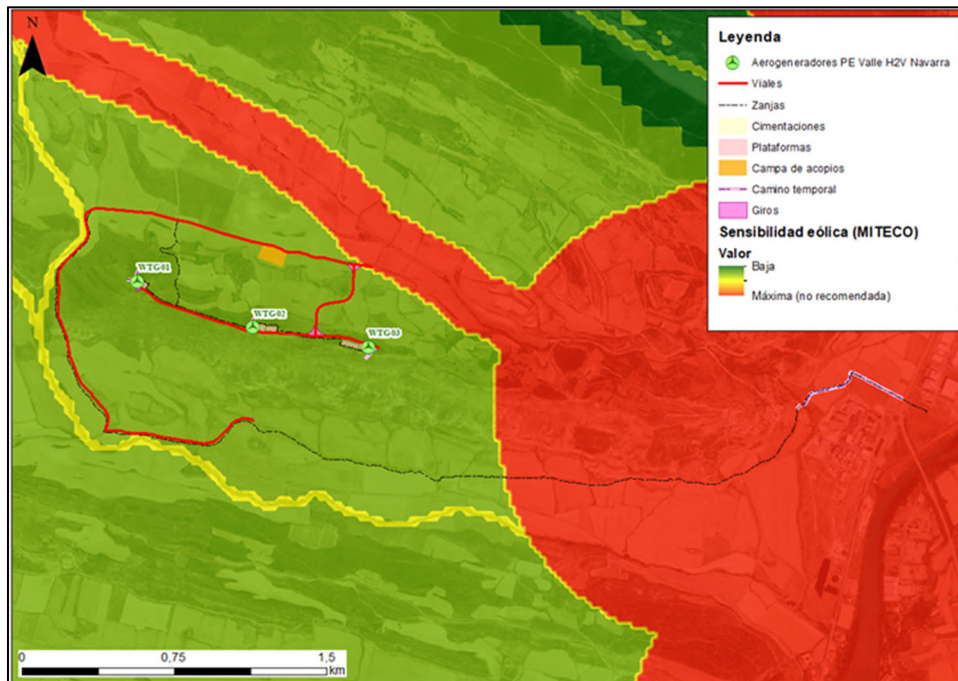 N
Leyenda
Aerogeneradores PE Valle H2V Navarra
Viales
Zanjas
Cimentaciones
Plataformas
Campa de acopios
Camino temporal
Giros
Sensibilidad eólica (MITECO)
Valor
Baja
Máxima (no recomendada)
WTG01
WTG02
WTG03
0 0,75 1,5
km